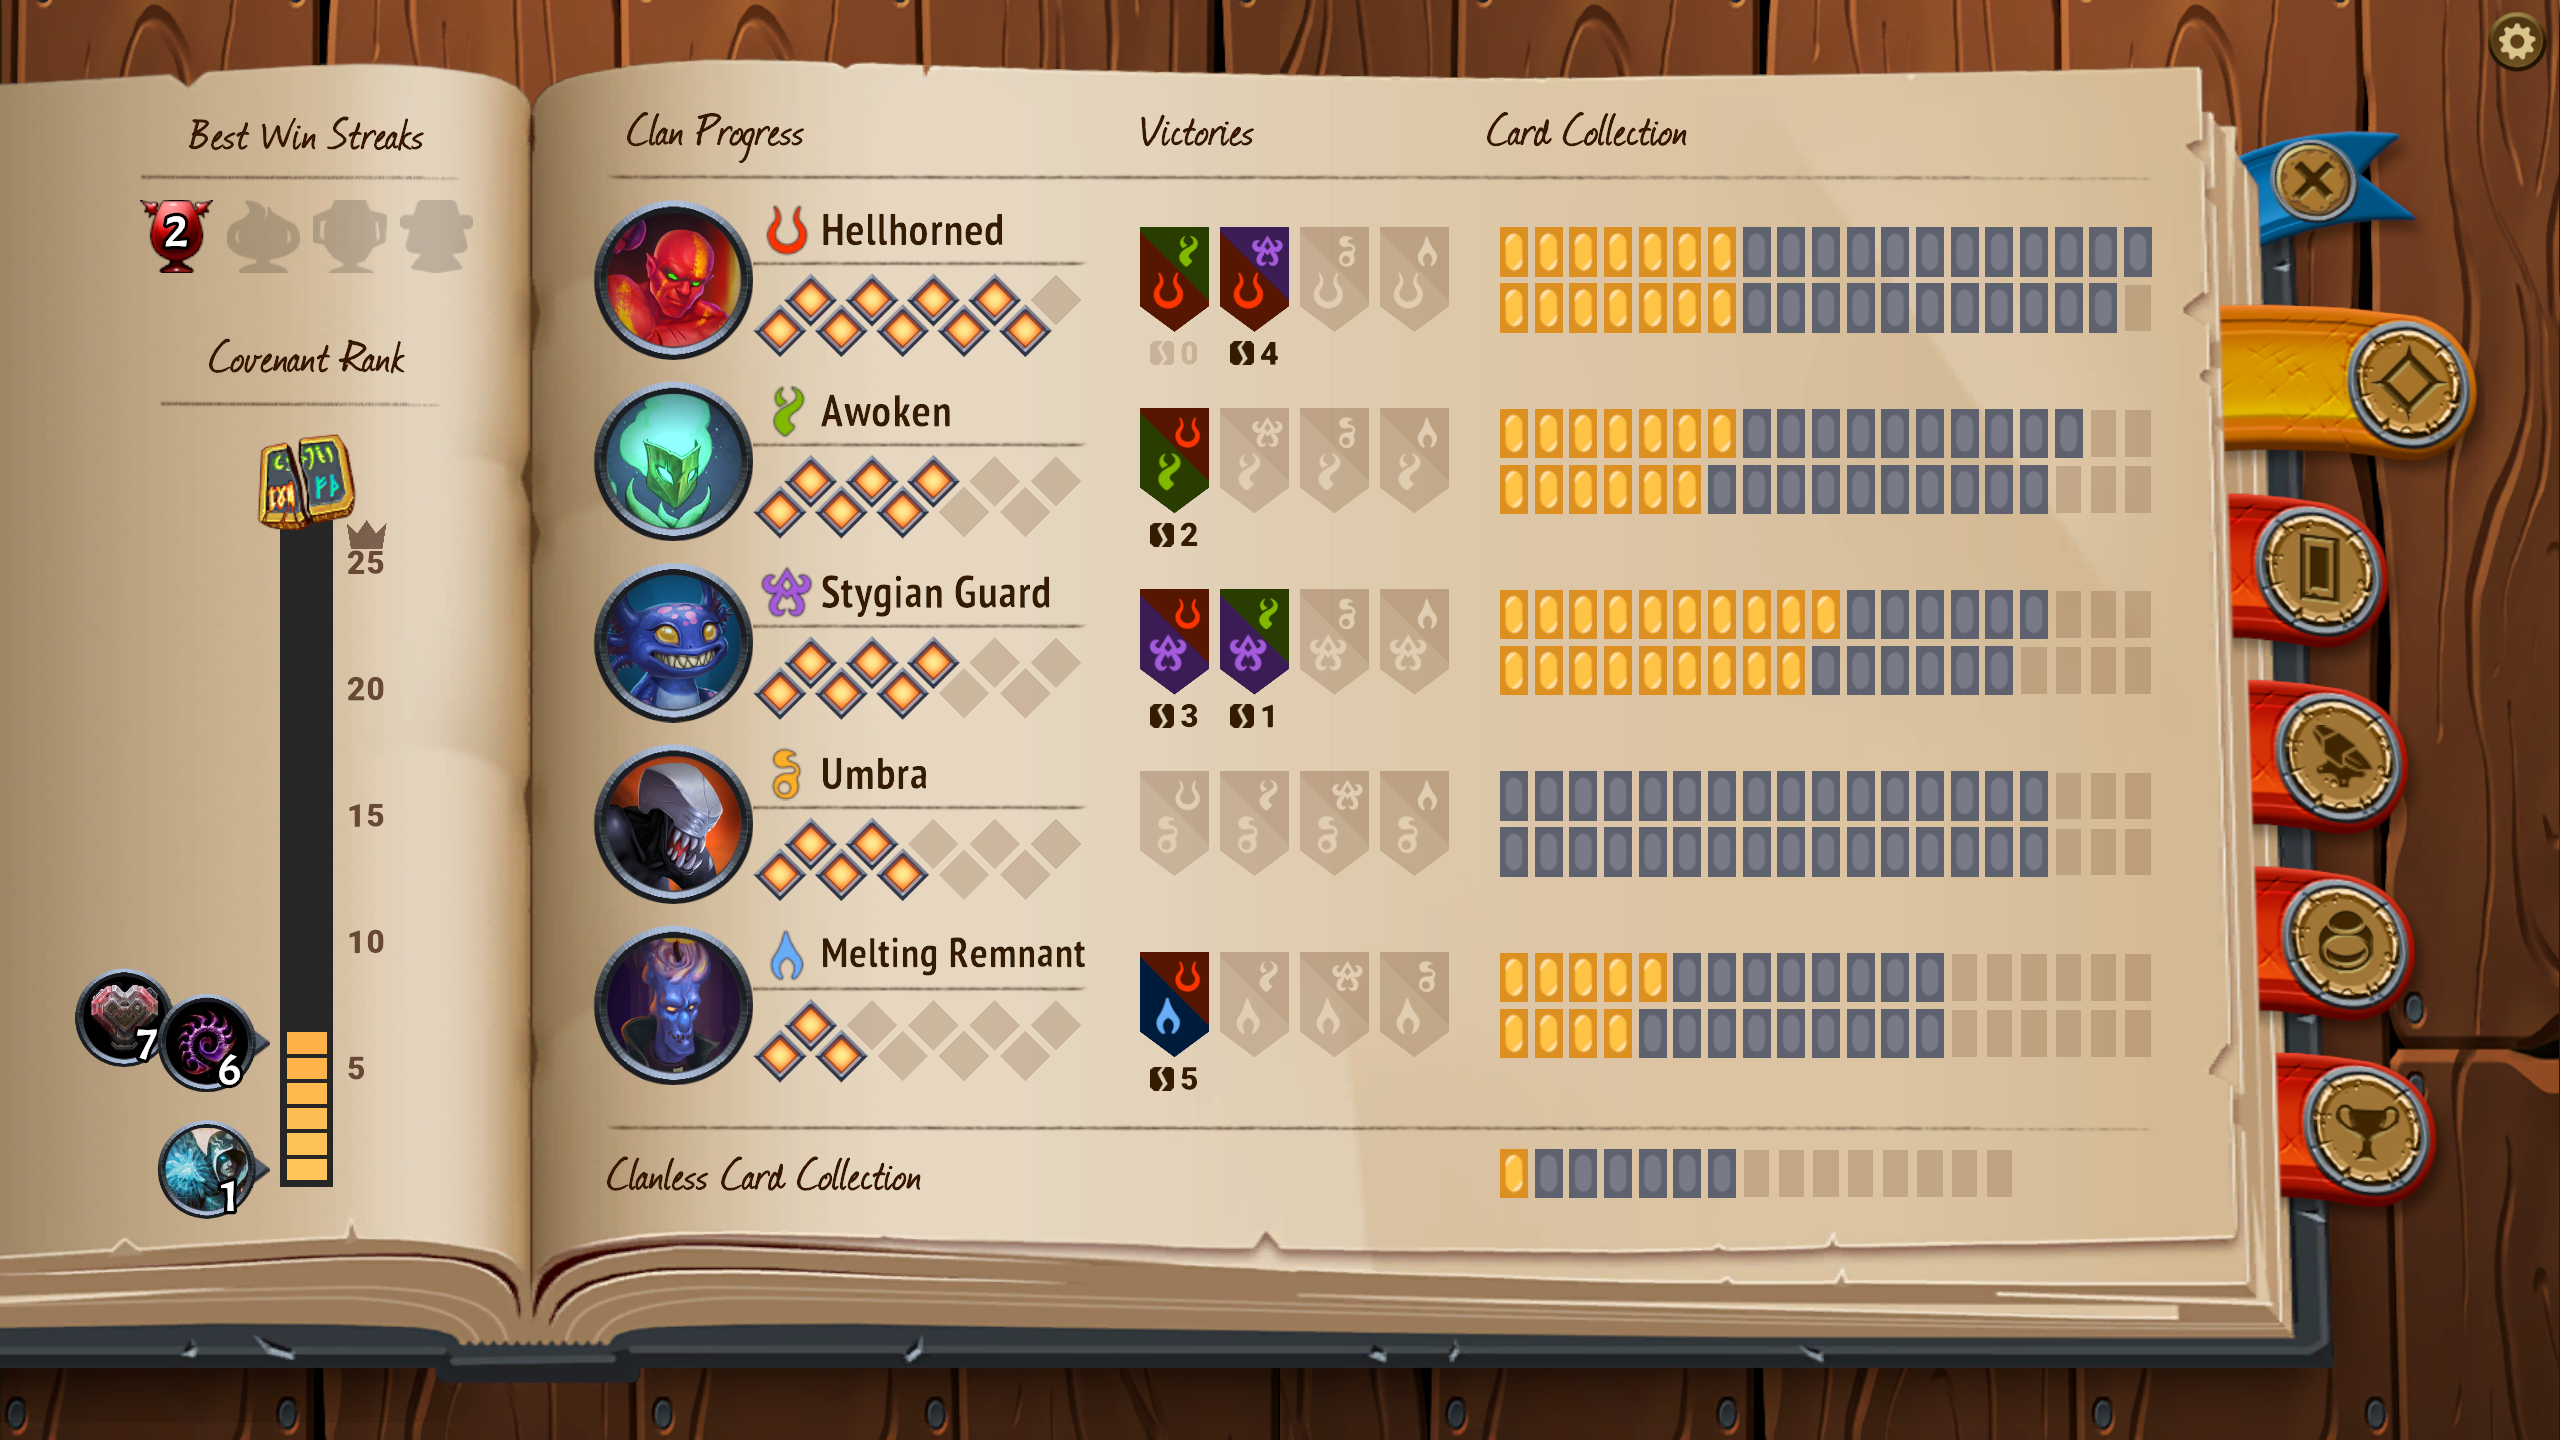 Best Win Streaks
2
Covenant Rank
25
20
15
10
5
7
6
1
Clan Progress
Victories
Card Collection
Hellhorned
0
4
Awoken
2
Stygian Guard
3
1
Umbra
Melting Remnant
5
Clanless Card Collection